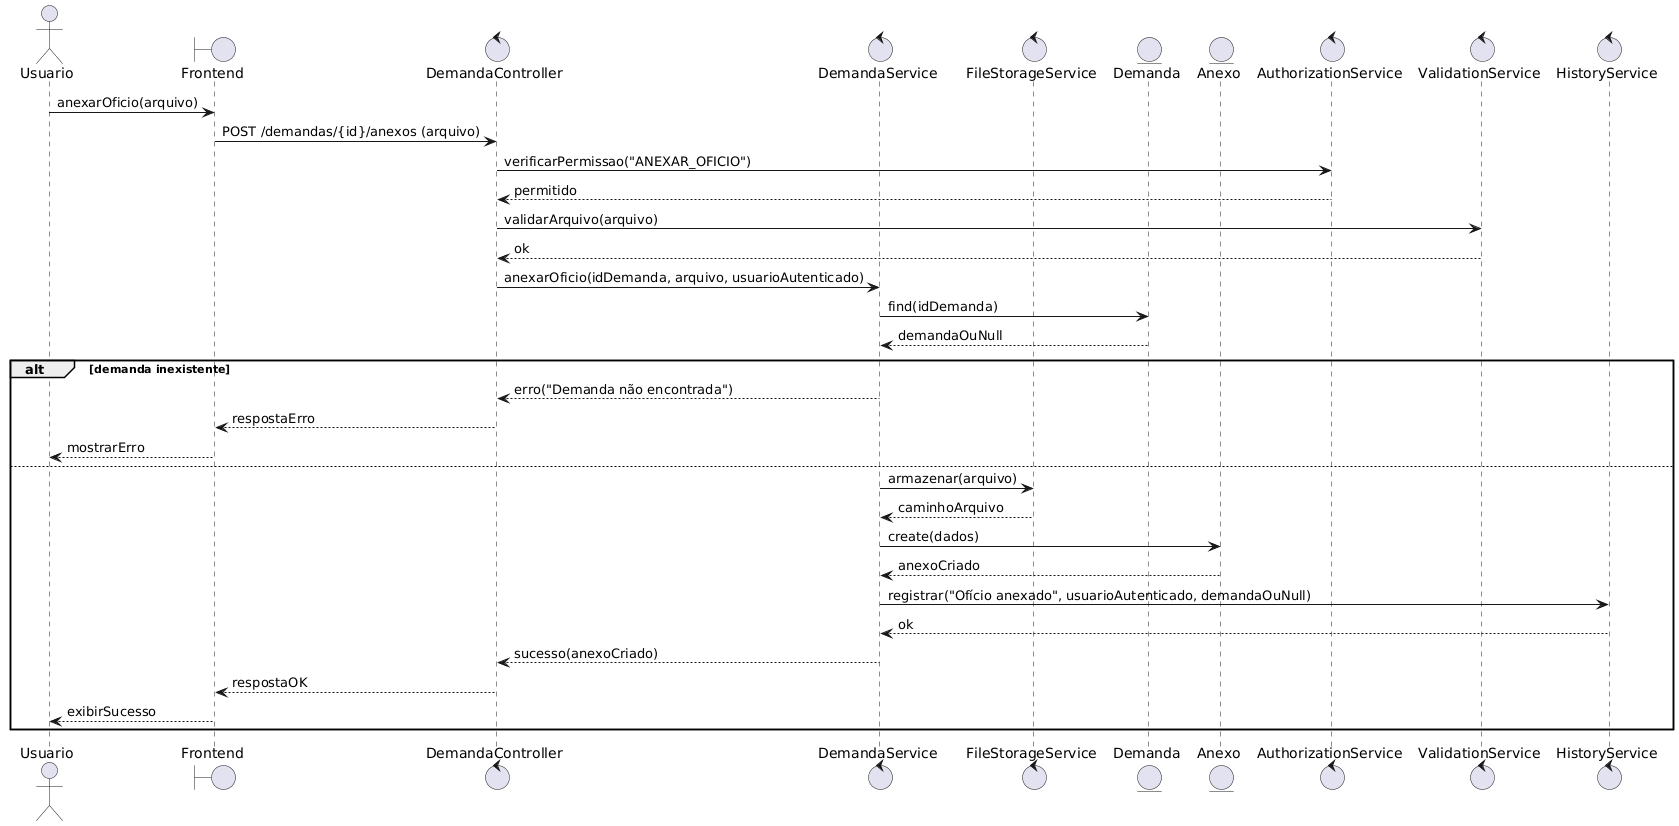 Usuario
Frontend
DemandaController
DemandaService
FileStorageService
Demanda
Anexo
AuthorizationService
ValidationService
HistoryService
anexarOficio(arquivo)
POST /demandas/{id}/anexos (arquivo)
verificarPermissao("ANEXAR_OFICIO")
permitido
validarArquivo(arquivo)
ok
anexarOficio(idDemanda, arquivo, usuarioAutenticado)
find(idDemanda)
demandaOuNull
alt
[demanda inexistente]
erro("Demanda não encontrada")
respostaErro
mostrarErro
armazenar(arquivo)
caminhoArquivo
create(dados)
anexoCriado
registrar("Ofício anexado", usuarioAutenticado, demandaOuNull)
ok
sucesso(anexoCriado)
respostaOK
exibirSucesso
Usuario
Frontend
DemandaController
DemandaService
FileStorageService
Demanda
Anexo
AuthorizationService
ValidationService
HistoryService